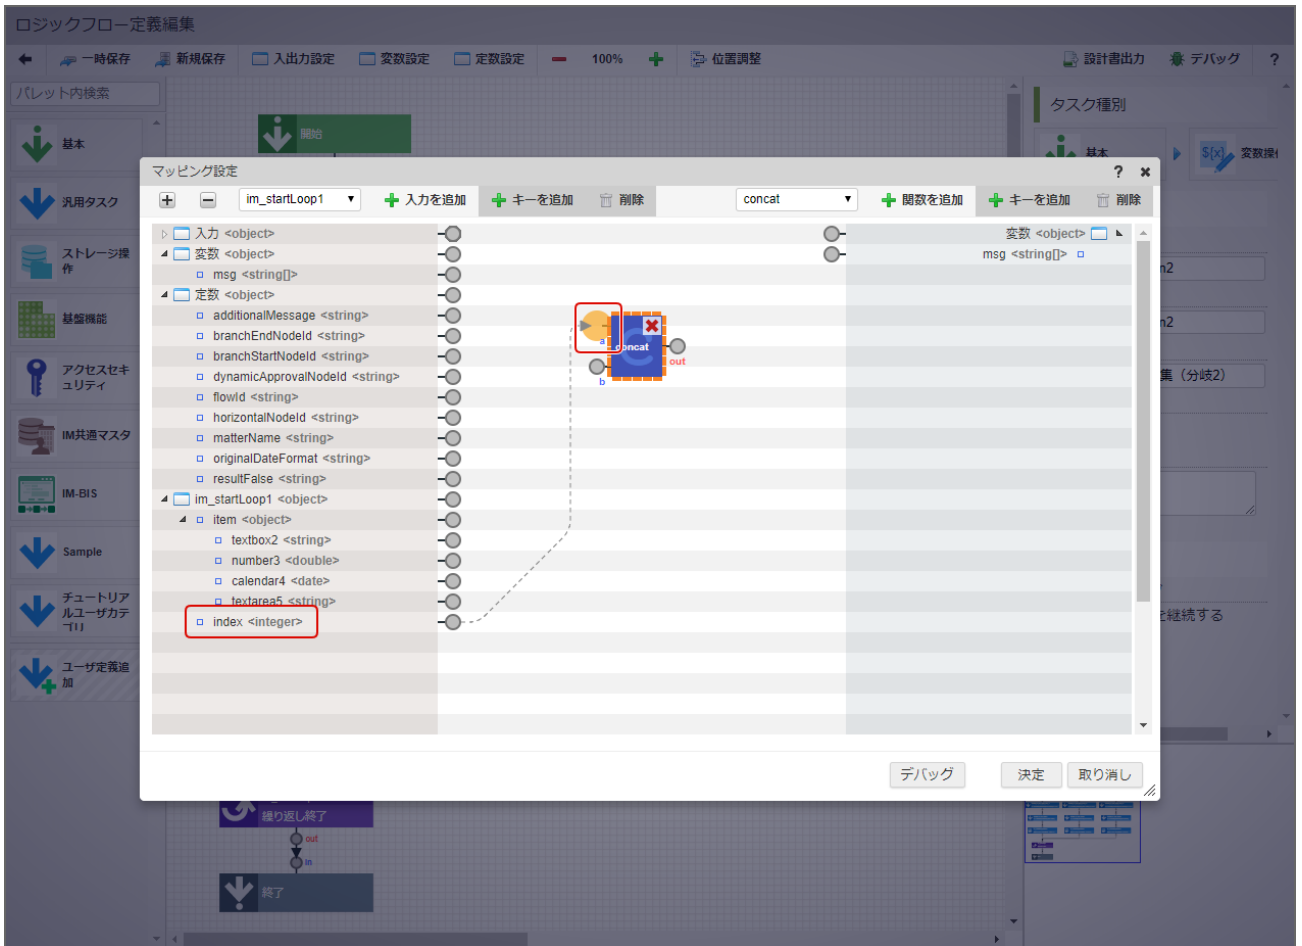 ロジックフロー定義編集
一時保存 新規保存 入出力設定 変数設定 定数設定 100% 位置調整 設計書出力 デバッグ ?
パレット内検索
タスク種別
開始
基本
基本
変数操作
マッピング設定 ?
im_startLoop1 入力を追加 キーを追加 削除 concat 関数を追加 キーを追加 削除
汎用タスク
ストレージ操作
基盤機能
アクセスセキュリティ
IM共通マスタ
IM-BIS
Sample
チュートリアルユーザカテゴリ
ユーザ定義追加
入力 <object>
変数 <object>
msg <string[]>
定数 <object>
additionalMessage <string>
branchEndNodeId <string>
branchStartNodeId <string>
dynamicApprovalNodeId <string>
flowId <string>
horizontalNodeId <string>
matterName <string>
originalDateFormat <string>
resultFalse <string>
im_startLoop1 <object>
item <object>
textbox2 <string>
number3 <double>
calendar4 <date>
textarea5 <string>
index <integer>
concat
a
b
out
変数 <object>
msg <string[]>
n2
n2
集（分岐2）
を継続する
デバッグ 決定 取り消し
繰り返し終了
out
in
終了